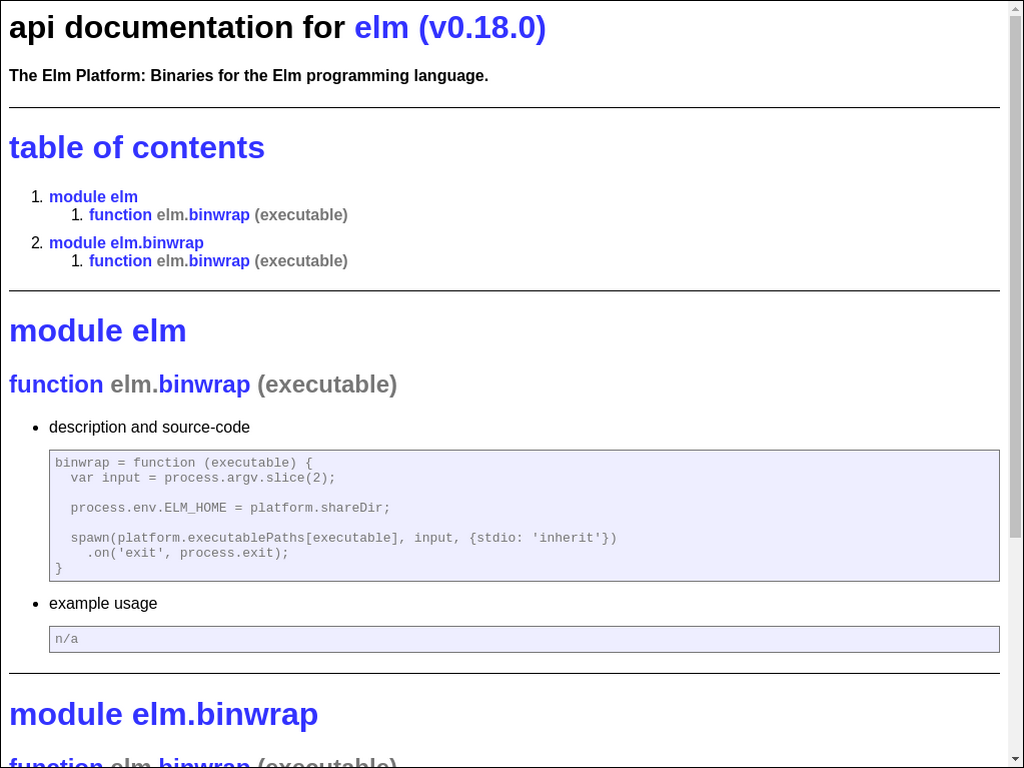 api documentation for elm (v0.18.0)
The Elm Platform: Binaries for the Elm programming language.
table of contents
1. module elm
1. function elm.binwrap (executable)
2. module elm.binwrap
1. function elm.binwrap (executable)
module elm
function elm.binwrap (executable)
• description and source-code
binwrap = function (executable) {
  var input = process.argv.slice(2);
  process.env.ELM_HOME = platform.shareDir;
  spawn(platform.executablePaths[executable], input, {stdio: 'inherit'})
    .on('exit', process.exit);
}
• example usage
n/a
module elm.binwrap
function elm.binwrap (executable)